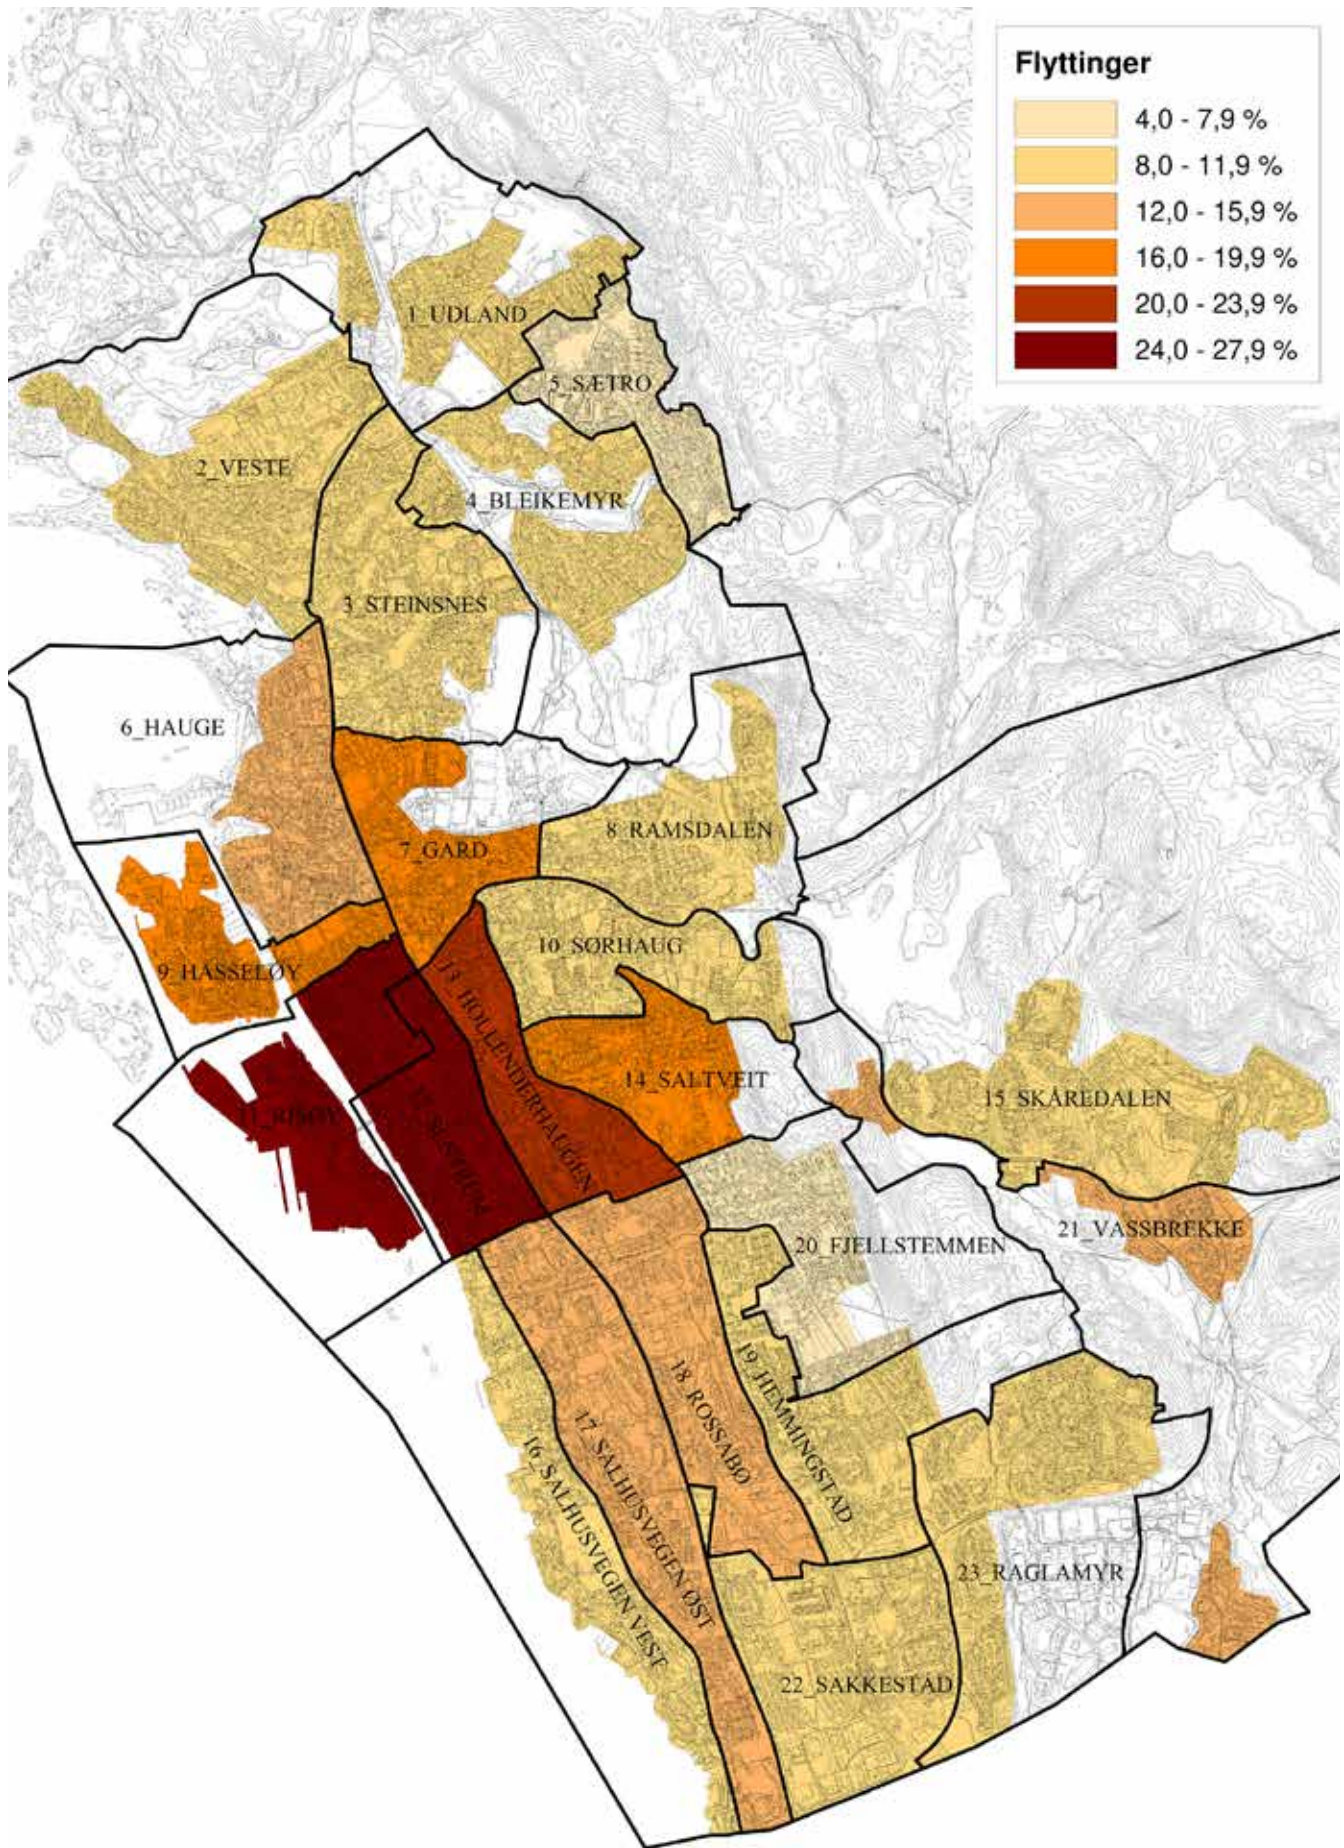 Flyttinger
4,0 - 7,9 %
8,0 - 11,9 %
12,0 - 15,9 %
16,0 - 19,9 %
20,0 - 23,9 %
24,0 - 27,9 %
1_UDLAND
5_SÆTRO
2_VESTE
4_BLEIKEMYR
3_STEINSNES
6_HAUGE
8_RAMSDALEN
7_GARD
10_SØRHAUG
9_HASSELØY
13_HOLLENDERHAUGEN
14_SALTVEIT
15_SKÅREDALEN
11_RISØY
12_SENTRUM
21_VASSBREKKE
20_FJELLSTEMMEN
19_HEMMINGSTAD
18_ROSSABØ
17_SALHUSVEGEN ØST
16_SALHUSVEGEN VEST
23_RAGLAMYR
22_SAKKESTAD